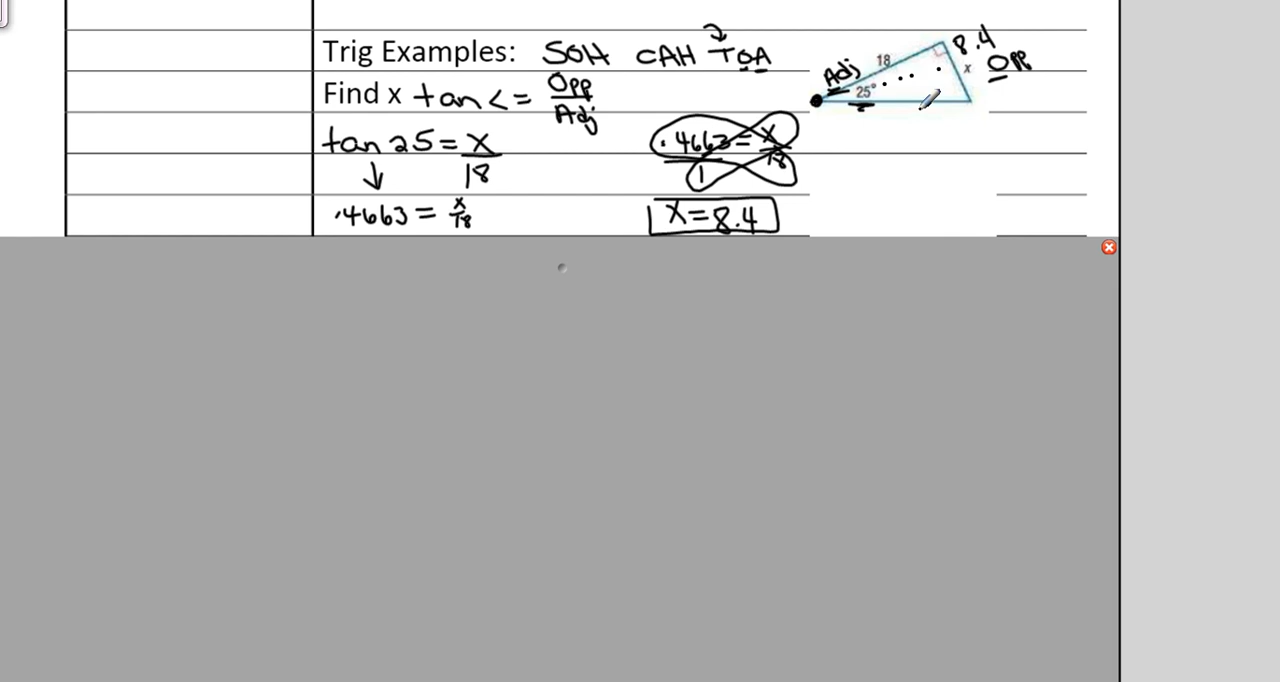 Trig Examples: SOH CAH TOA
Find x tan < = Opp/Adj
tan 25 = x/18
.4663 = x/18
.4663/1 = x/18
x = 8.4
Adj
18
25°
8.4
x
Opp